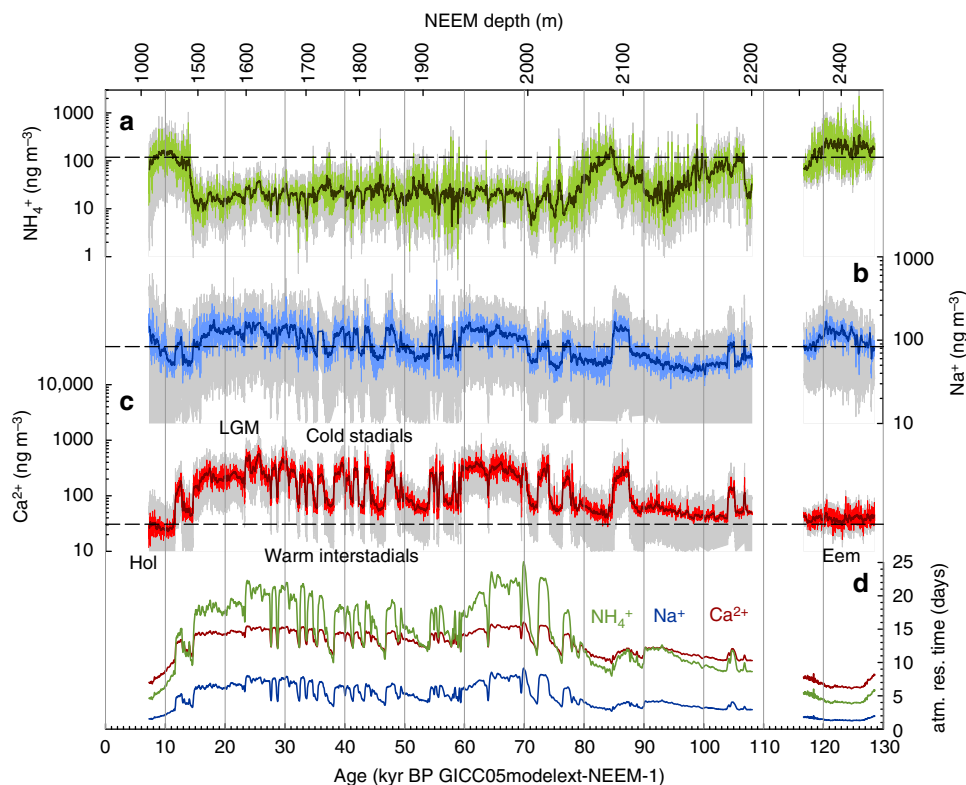 NEEM depth (m)
1000 1500 1600 1700 1800 1900 2000 2100 2200 2400
a
NH₄⁺ (ng m⁻³)
1000
100
10
1
b
Na⁺ (ng m⁻³)
1000
100
10
c
Ca²⁺ (ng m⁻³)
10,000
1000
100
10
LGM
Cold stadials
Hol
Warm interstadials
Eem
d
NH₄⁺ Na⁺ Ca²⁺
atm. res. time (days)
25
20
15
10
5
0
0 10 20 30 40 50 60 70 80 90 100 110 120 130
Age (kyr BP GICC05modelext-NEEM-1)